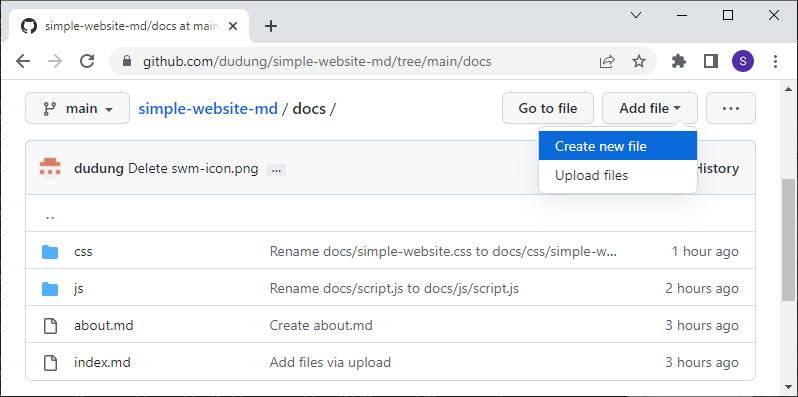 simple-website-md/docs at main
github.com/dudung/simple-website-md/tree/main/docs
S
main simple-website-md / docs / Go to file Add file ...
Create new file
dudung Delete swm-icon.png ... History
Upload files
..
css Rename docs/simple-website.css to docs/css/simple-w... 1 hour ago
js Rename docs/script.js to docs/js/script.js 2 hours ago
about.md Create about.md 3 hours ago
index.md Add files via upload 3 hours ago